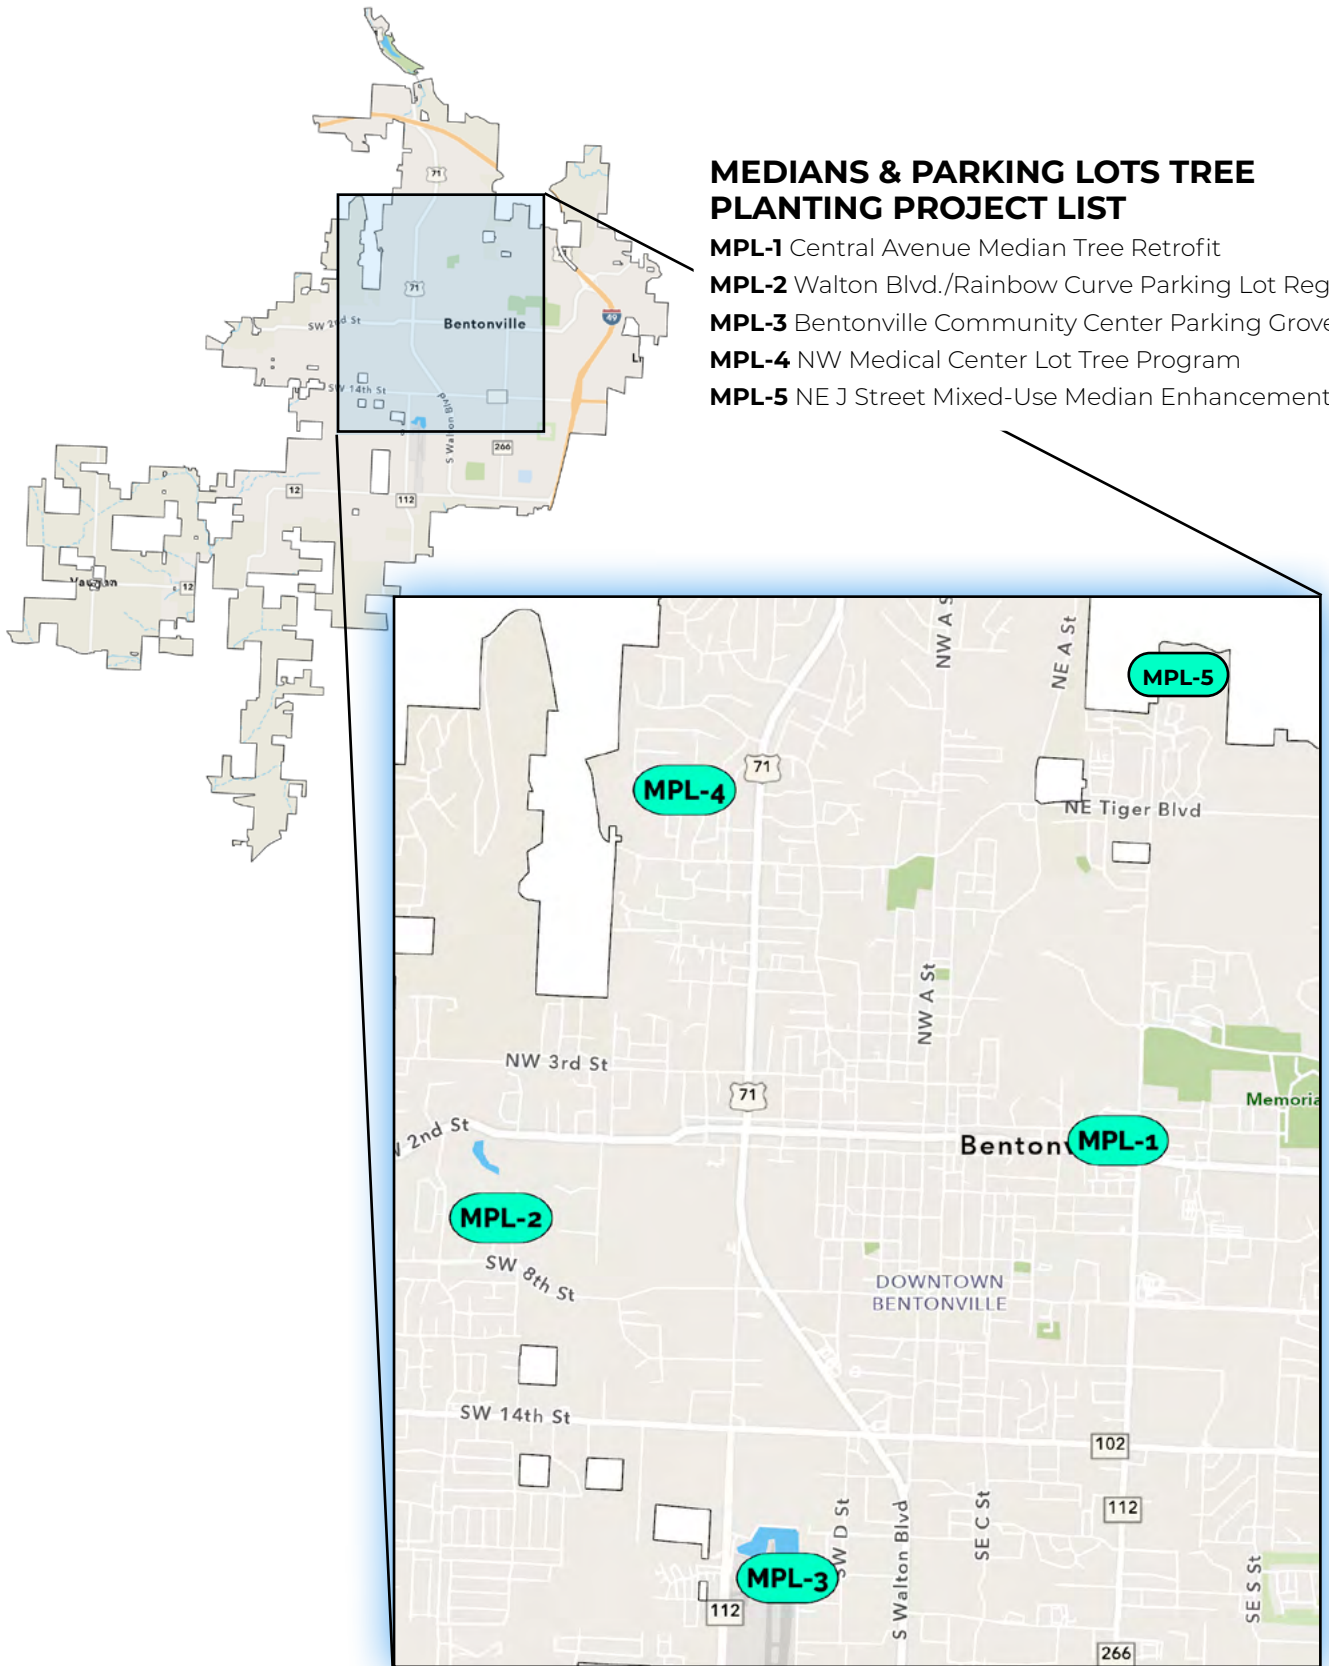 71
MEDIANS & PARKING LOTS TREE
PLANTING PROJECT LIST
MPL-1 Central Avenue Median Tree Retrofit
MPL-2 Walton Blvd./Rainbow Curve Parking Lot Reg
MPL-3 Bentonville Community Center Parking Grove
MPL-4 NW Medical Center Lot Tree Program
MPL-5 NE J Street Mixed-Use Median Enhancement
71
SW 2nd St
Bentonville
49
SW 14th St
S Walton Blvd
266
12
112
12
NW A S
NE A St
MPL-5
71
MPL-4
NE Tiger Blvd
NW A St
NW 3rd St
71
Memoria
2nd St
Benton
MPL-1
MPL-2
SW 8th St
DOWNTOWN
BENTONVILLE
SW 14th St
102
112
SW D St
S Walton Blvd
SE C St
SE S St
MPL-3
112
266